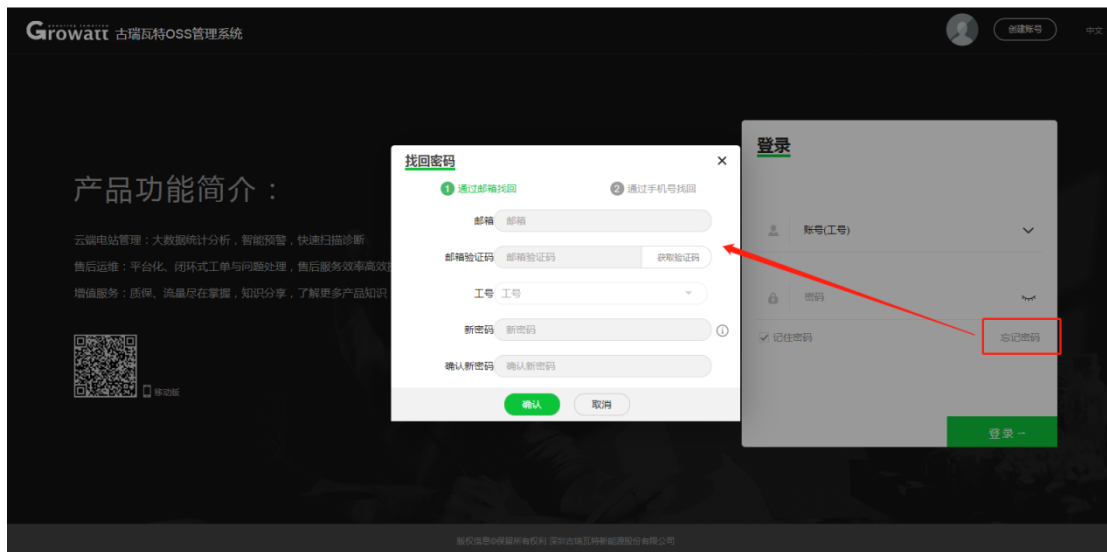 Growatt 古瑞瓦特OSS管理系统
创建账号
中文
产品功能简介：
云端电站管理：大数据统计分析，智能预警，快速扫描诊断
售后运维：平台化、闭环式工单与问题处理，售后服务效率高效
增值服务：质保、流量尽在掌握，知识分享，了解更多产品知识
移动版
找回密码
×
1 通过邮箱找回
2 通过手机号找回
邮箱 邮箱
邮箱验证码 邮箱验证码 获取验证码
工号 工号
新密码 新密码
确认新密码 确认新密码
确认 取消
登录
账号(工号)
密码
记住密码 忘记密码
登录
版权信息©保留所有权利 深圳古瑞瓦特新能源股份有限公司